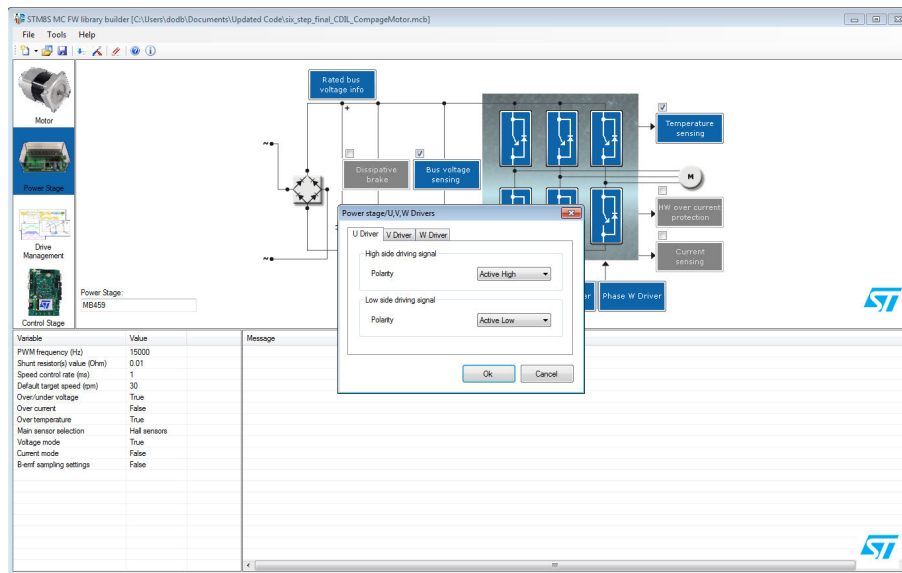 STM8S MC FW library builder [C:\Users\dodb\Documents\Updated Code\six_step_final_CDIL_CompageMotor.mcb]
File Tools Help
Motor
Power Stage
Drive
Management
Control Stage
Rated bus
voltage info
+
Dissipative
brake
Bus voltage
sensing
Temperature
sensing
M
HW over current
protection
Current
sensing
Phase W Driver
Power Stage:
MB459
ST
Power stage/U,V,W Drivers
U Driver V Driver W Driver
High side driving signal
Polarity Active High
Low side driving signal
Polarity Active Low
Ok Cancel
Variable Value Message
PWM frequency (Hz) 15000
Shunt resistor(s) value (Ohm) 0.01
Speed control rate (ms) 1
Default target speed (rpm) 30
Over/under voltage True
Over current False
Over temperature True
Main sensor selection Hall sensors
Voltage mode True
Current mode False
B-emf sampling settings False
ST